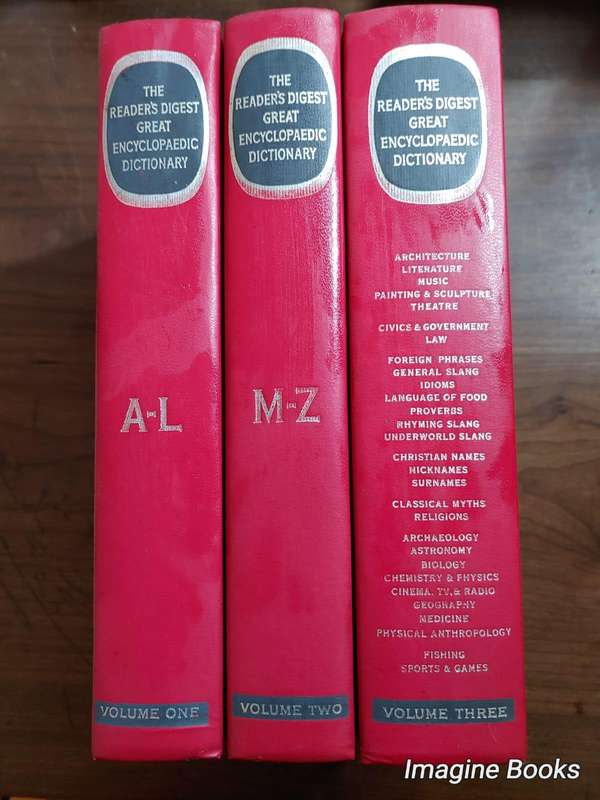 THE
READER'S DIGEST
GREAT
ENCYCLOPAEDIC
DICTIONARY
A-L
VOLUME ONE
THE
READER'S DIGEST
GREAT
ENCYCLOPAEDIC
DICTIONARY
M-Z
VOLUME TWO
THE
READER'S DIGEST
GREAT
ENCYCLOPAEDIC
DICTIONARY
ARCHITECTURE
LITERATURE
MUSIC
PAINTING & SCULPTURE
THEATRE
CIVICS & GOVERNMENT
LAW
FOREIGN PHRASES
GENERAL SLANG
IDIOMS
LANGUAGE OF FOOD
PROVERBS
RHYMING SLANG
UNDERWORLD SLANG
CHRISTIAN NAMES
NICKNAMES
SURNAMES
CLASSICAL MYTHS
RELIGIONS
ARCHAEOLOGY
ASTRONOMY
BIOLOGY
CHEMISTRY & PHYSICS
CINEMA, TV, & RADIO
GEOGRAPHY
MEDICINE
PHYSICAL ANTHROPOLOGY
FISHING
SPORTS & GAMES
VOLUME THREE
Imagine Books